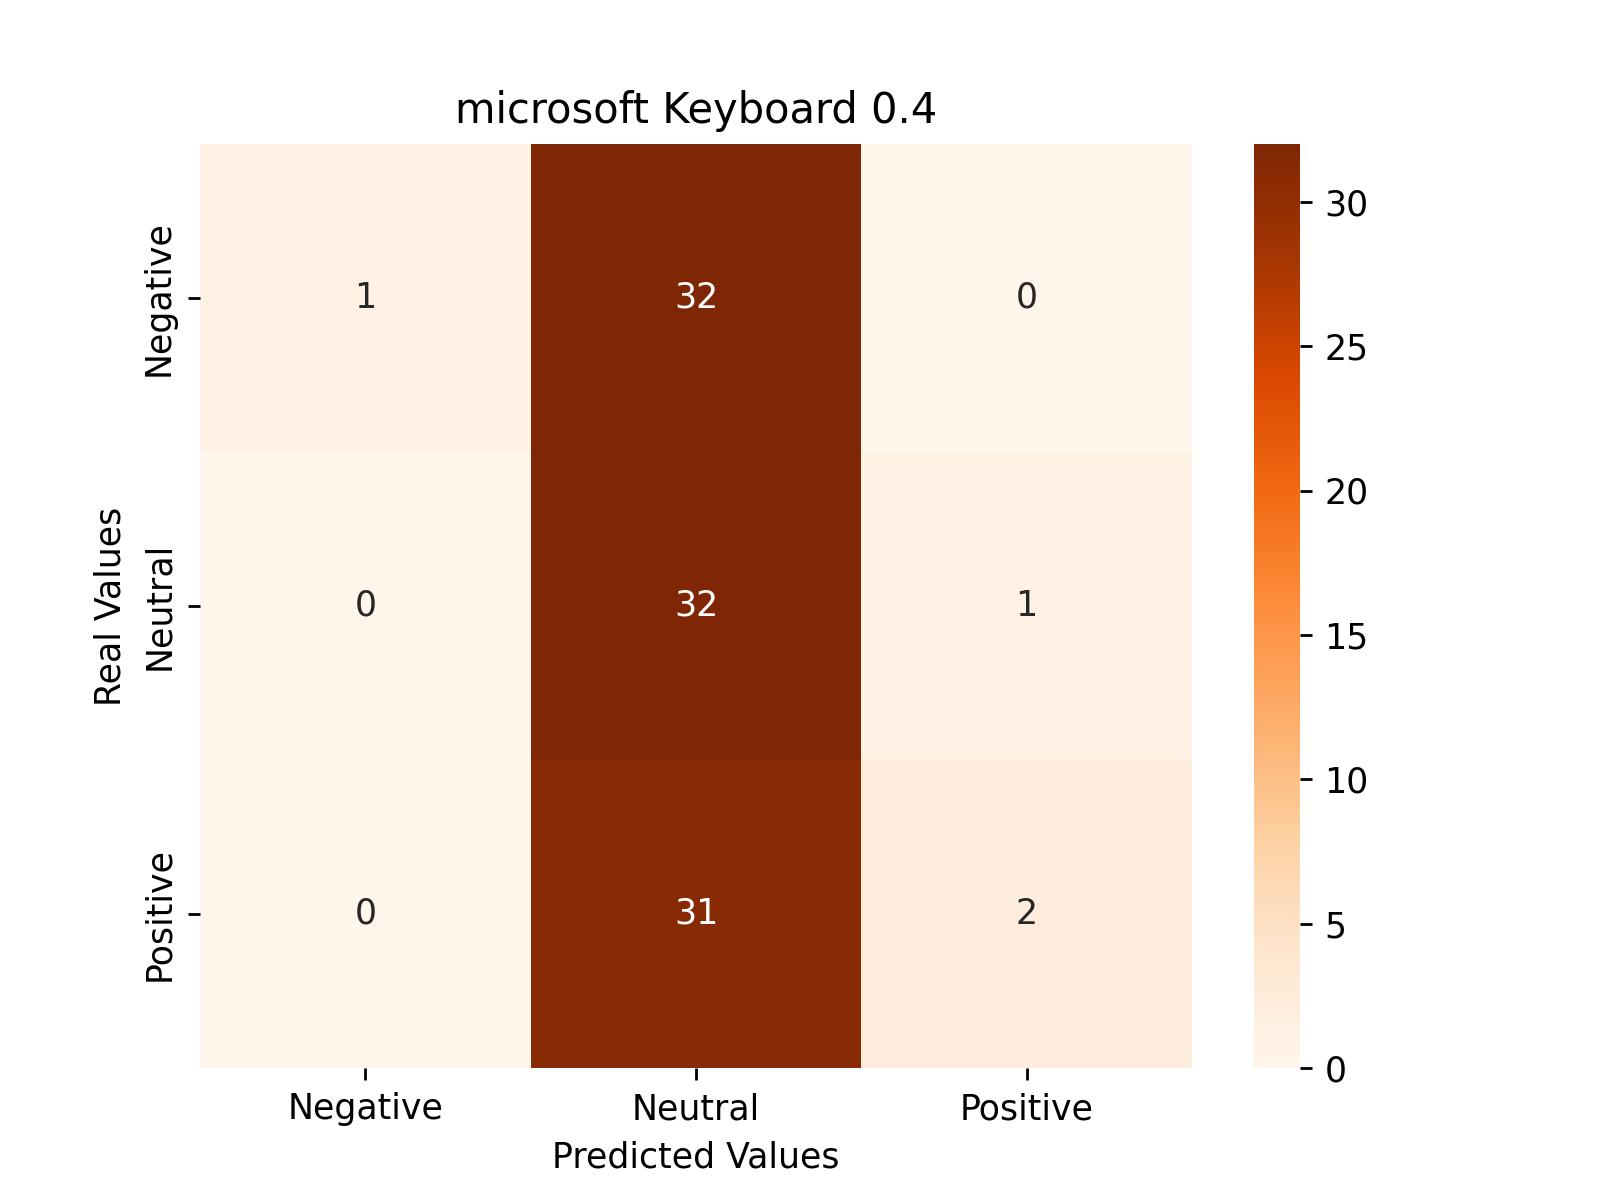 microsoft Keyboard 0.4
Real Values
Negative
1 32 0
Neutral
0 32 1
Positive
0 31 2
Negative Neutral Positive
Predicted Values
30
25
20
15
10
5
0